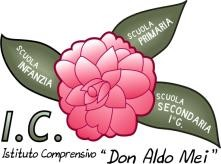 SCUOLA
INFANZIA
SCUOLA
PRIMARIA
SCUOLA
SECONDARIA
I°G.
I.C.
Istituto Comprensivo "Don Aldo Mei"